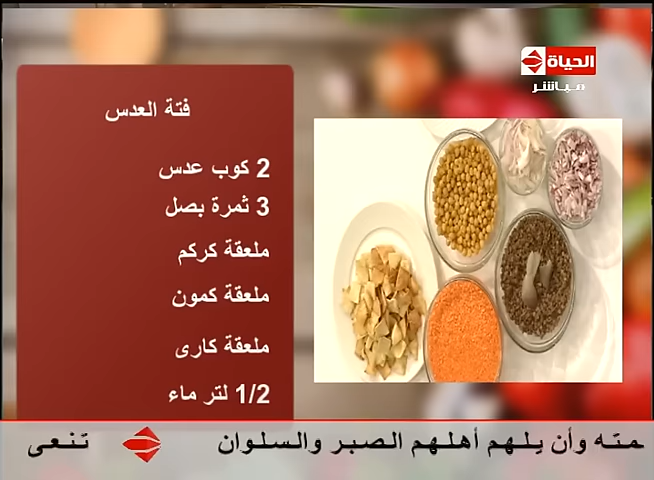 الحياة
مباشر
فتة العدس
2 كوب عدس
3 ثمرة بصل
ملعقة كركم
ملعقة كمون
ملعقة كارى
1/2 لتر ماء
حمته وأن يلهم أهلهم الصبر والسلوان
تنعى